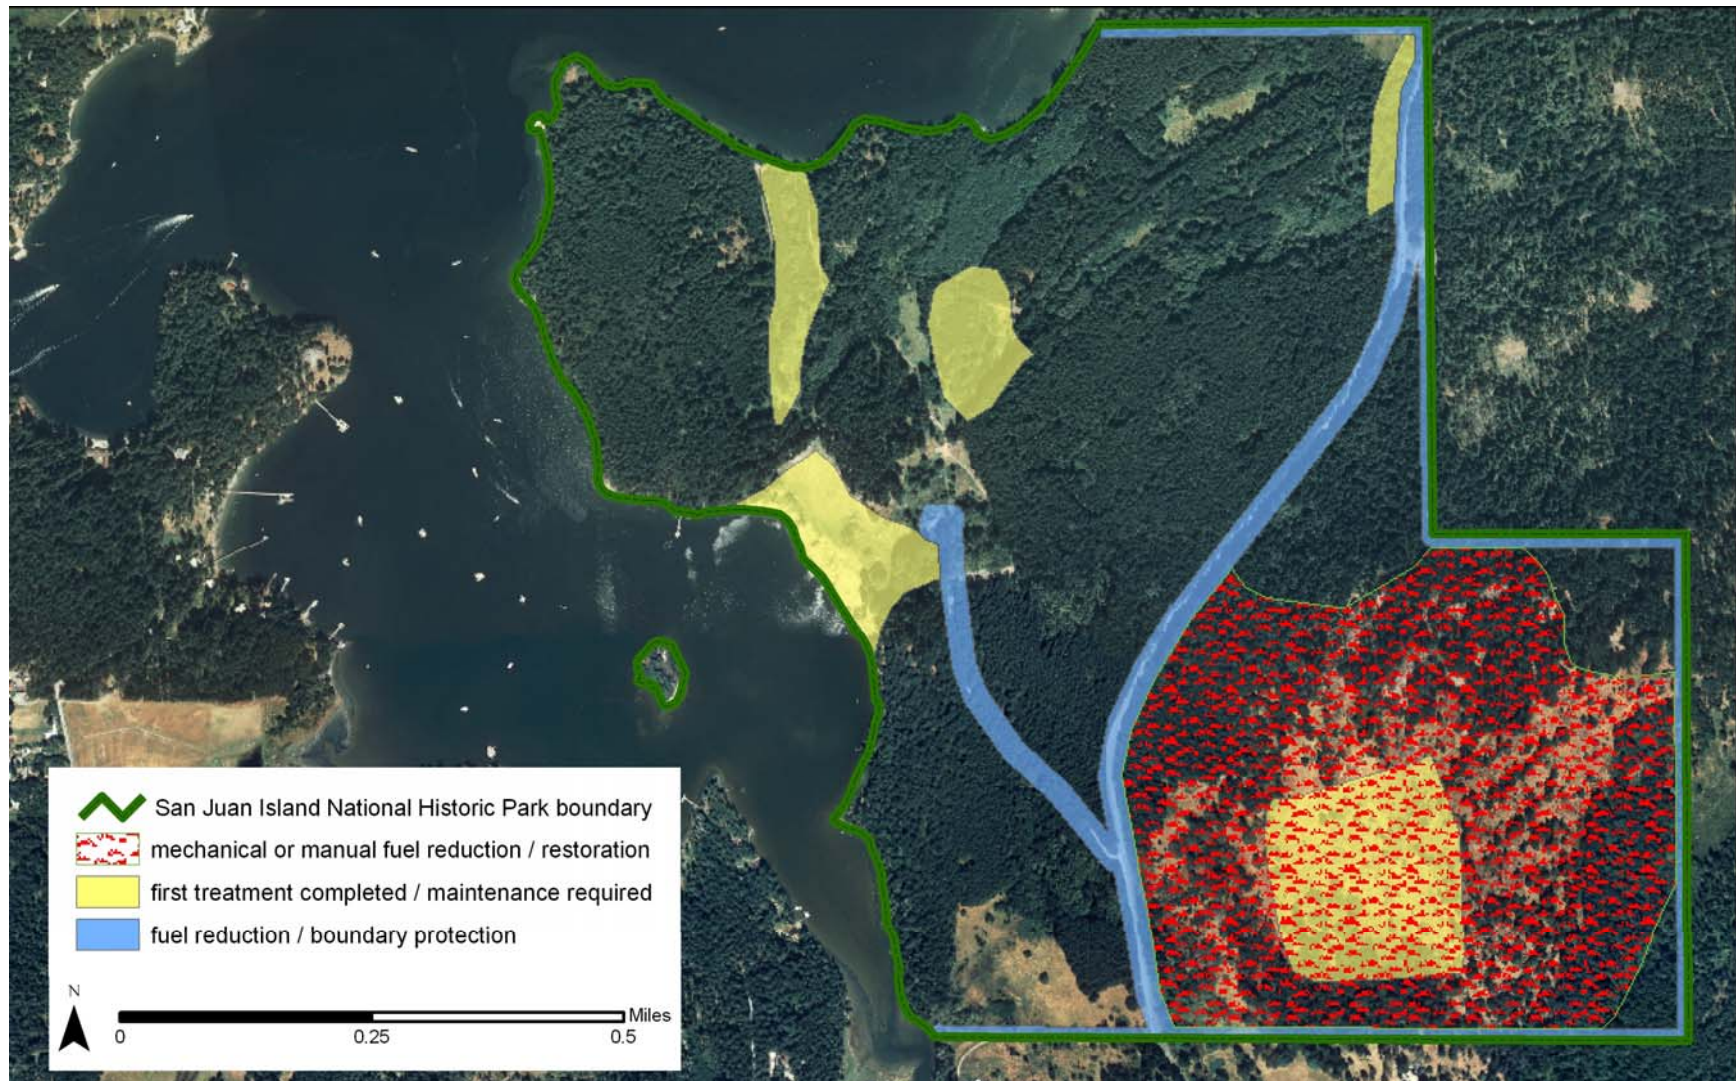 San Juan Island National Historic Park boundary
mechanical or manual fuel reduction / restoration
first treatment completed / maintenance required
fuel reduction / boundary protection
N
Miles
0 0.25 0.5